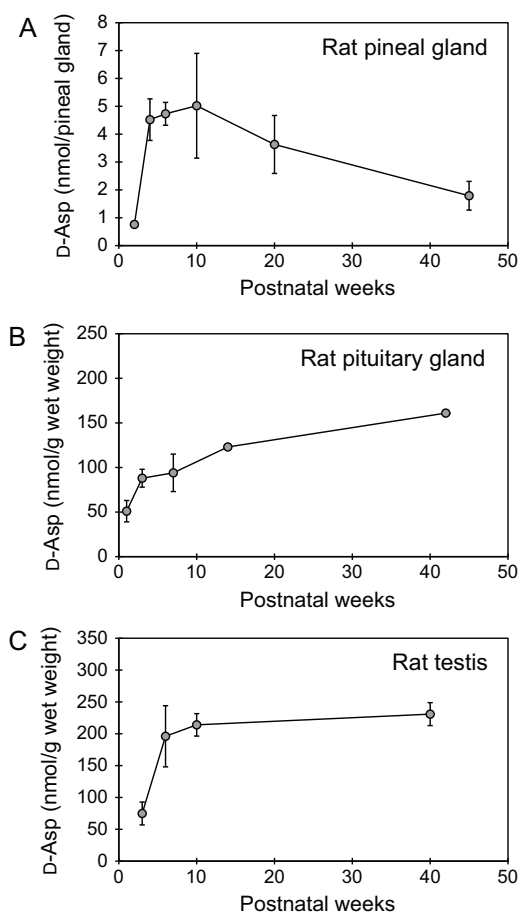 A
Rat pineal gland
D-Asp (nmol/pineal gland)
8
7
6
5
4
3
2
1
0
0 10 20 30 40 50
Postnatal weeks
B
Rat pituitary gland
D-Asp (nmol/g wet weight)
250
200
150
100
50
0
0 10 20 30 40 50
Postnatal weeks
C
Rat testis
D-Asp (nmol/g wet weight)
350
300
250
200
150
100
50
0
0 10 20 30 40 50
Postnatal weeks